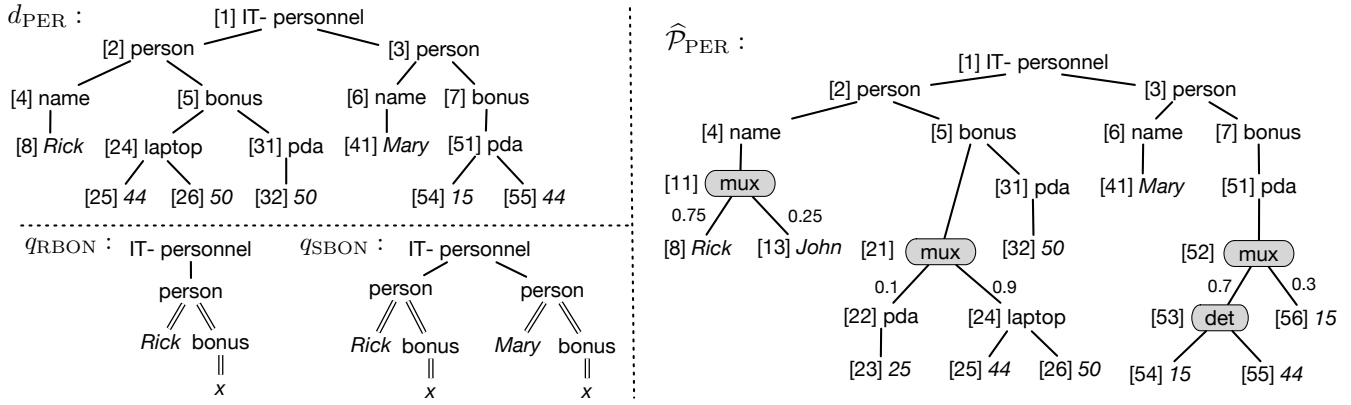 d_PER :
[1] IT- personnel
[2] person
[3] person
[4] name
[5] bonus
[6] name
[7] bonus
[8] Rick
[24] laptop
[31] pda
[41] Mary
[51] pda
[25] 44
[26] 50
[32] 50
[54] 15
[55] 44
q_RBON :
IT- personnel
person
Rick
bonus
x
q_SBON :
IT- personnel
person
person
Rick
bonus
Mary
bonus
x
x
P̂_PER :
[1] IT- personnel
[2] person
[3] person
[4] name
[5] bonus
[6] name
[7] bonus
[11] mux
[31] pda
[41] Mary
[51] pda
0.75
0.25
[8] Rick
[13] John
[21] mux
[32] 50
[52] mux
0.1
0.9
0.7
0.3
[22] pda
[24] laptop
[53] det
[56] 15
[23] 25
[25] 44
[26] 50
[54] 15
[55] 44